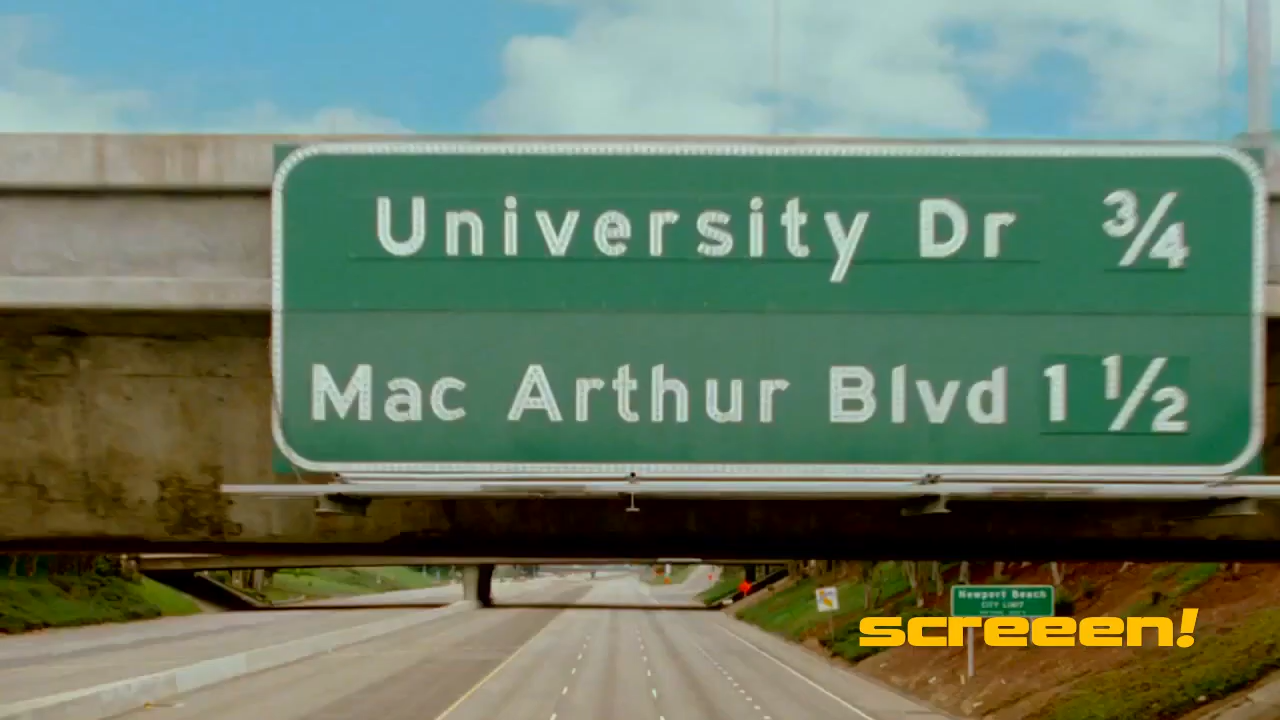 University Dr ¾
Mac Arthur Blvd 1 ½
Newport Beach
CITY LIMIT
screeen!